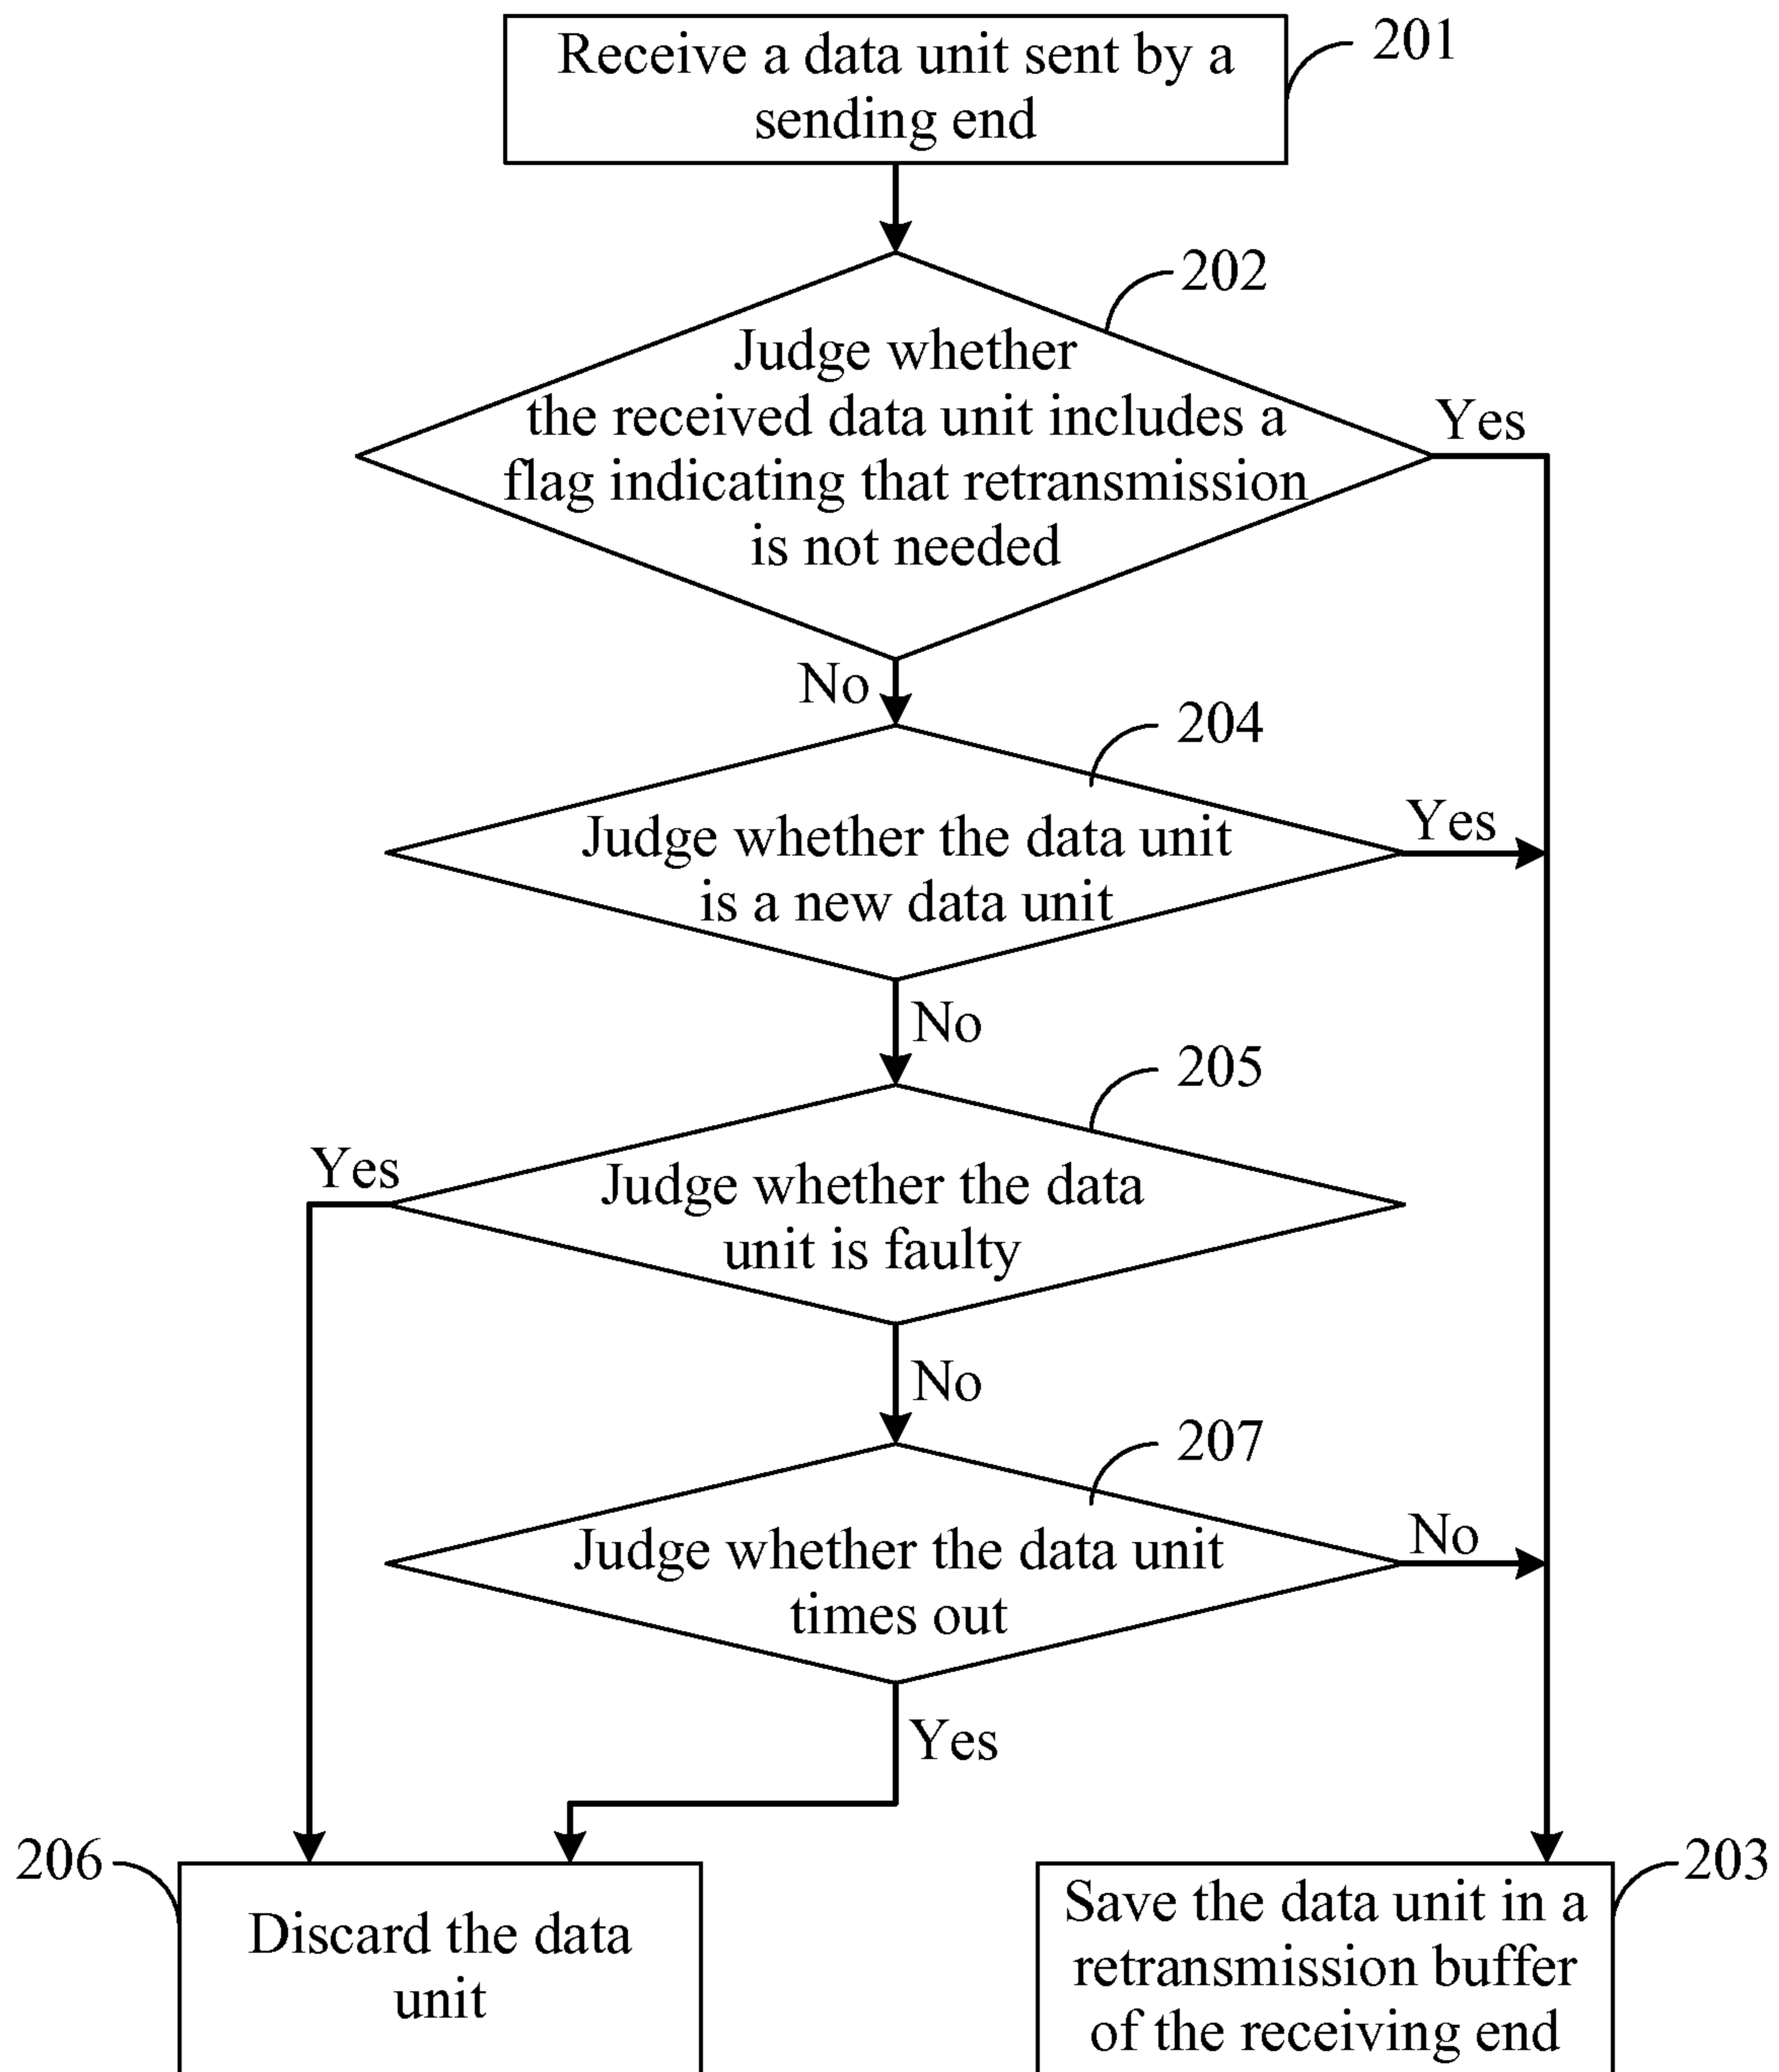 Receive a data unit sent by a
sending end
201
202
Judge whether
the received data unit includes a
flag indicating that retransmission
is not needed
Yes
No
204
Judge whether the data unit
is a new data unit
Yes
No
205
Yes
Judge whether the data
unit is faulty
No
207
Judge whether the data unit
times out
No
Yes
206
Discard the data
unit
203
Save the data unit in a
retransmission buffer
of the receiving end